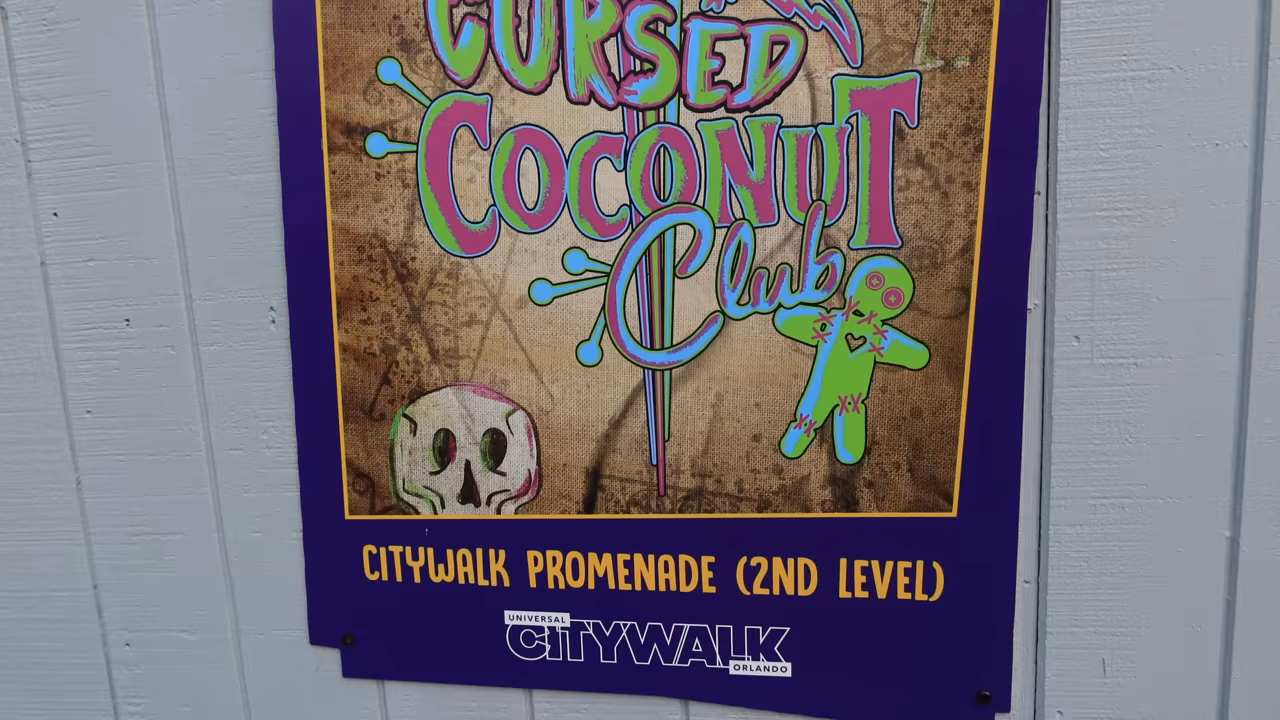 CURSED
COCONUT
Club
CITYWALK PROMENADE (2ND LEVEL)
UNIVERSAL
CITYWALK
ORLANDO